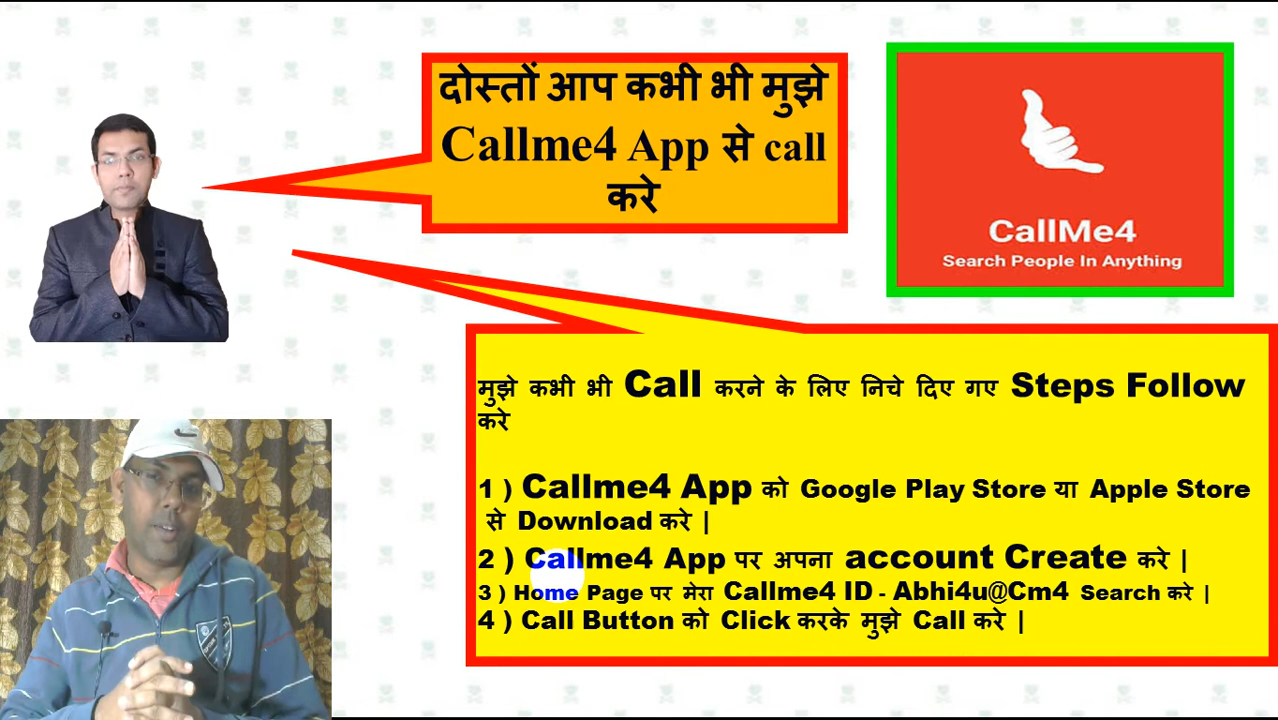 दोस्तों आप कभी भी मुझे
Callme4 App से call
करे
CallMe4
Search People In Anything
मुझे कभी भी Call करने के लिए निचे दिए गए Steps Follow
करे
1 ) Callme4 App को Google Play Store या Apple Store
से Download करे |
2 ) Callme4 App पर अपना account Create करे |
3 ) Home Page पर मेरा Callme4 ID - Abhi4u@Cm4 Search करे |
4 ) Call Button को Click करके मुझे Call करे |